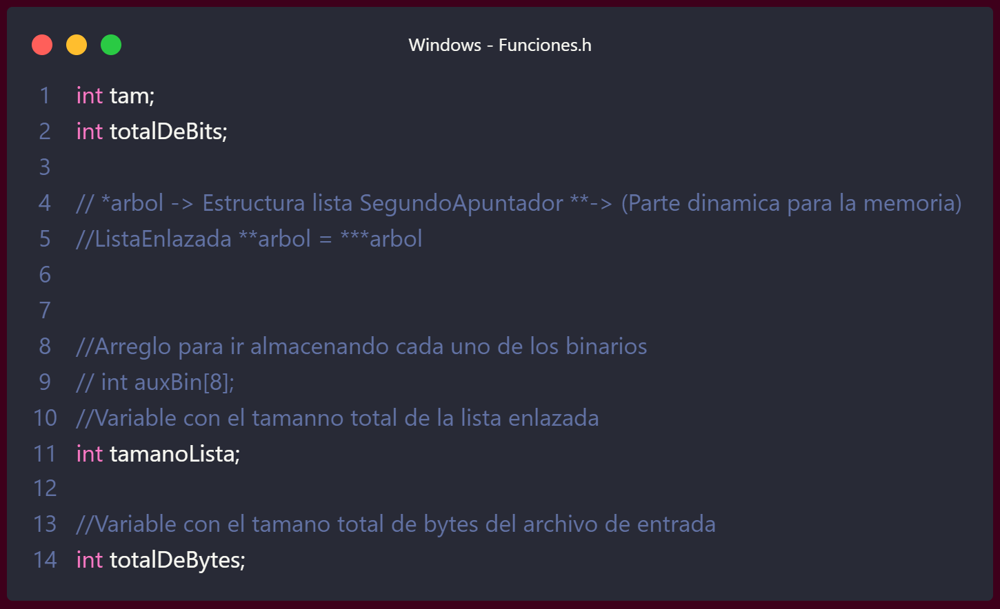 Windows - Funciones.h
1 int tam;
2 int totalDeBits;
3
4 // *arbol -> Estructura lista SegundoApuntador **-> (Parte dinamica para la memoria)
5 //ListaEnlazada **arbol = ***arbol
6
7
8 //Arreglo para ir almacenando cada uno de los binarios
9 // int auxBin[8];
10 //Variable con el tamanno total de la lista enlazada
11 int tamanoLista;
12
13 //Variable con el tamano total de bytes del archivo de entrada
14 int totalDeBytes;